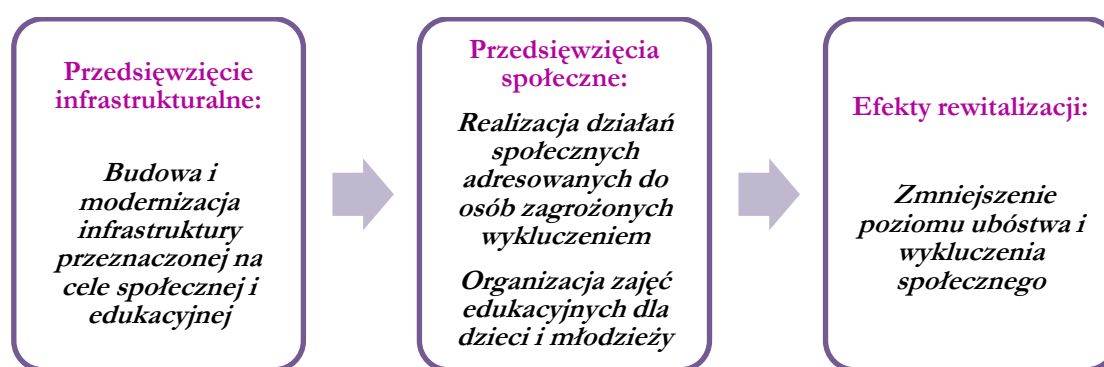 Przedsięwzięcie
infrastrukturalne:
Budowa i
modernizacja
infrastruktury
przeznaczonej na
cele społecznej i
edukacyjnej
Przedsięwzięcia
społeczne:
Realizacja działań
społecznych
adresowanych do
osób zagrożonych
wykluczeniem
Organizacja zajęć
edukacyjnych dla
dzieci i młodzieży
Efekty rewitalizacji:
Zmniejszenie
poziomu ubóstwa i
wykluczenia
społecznego